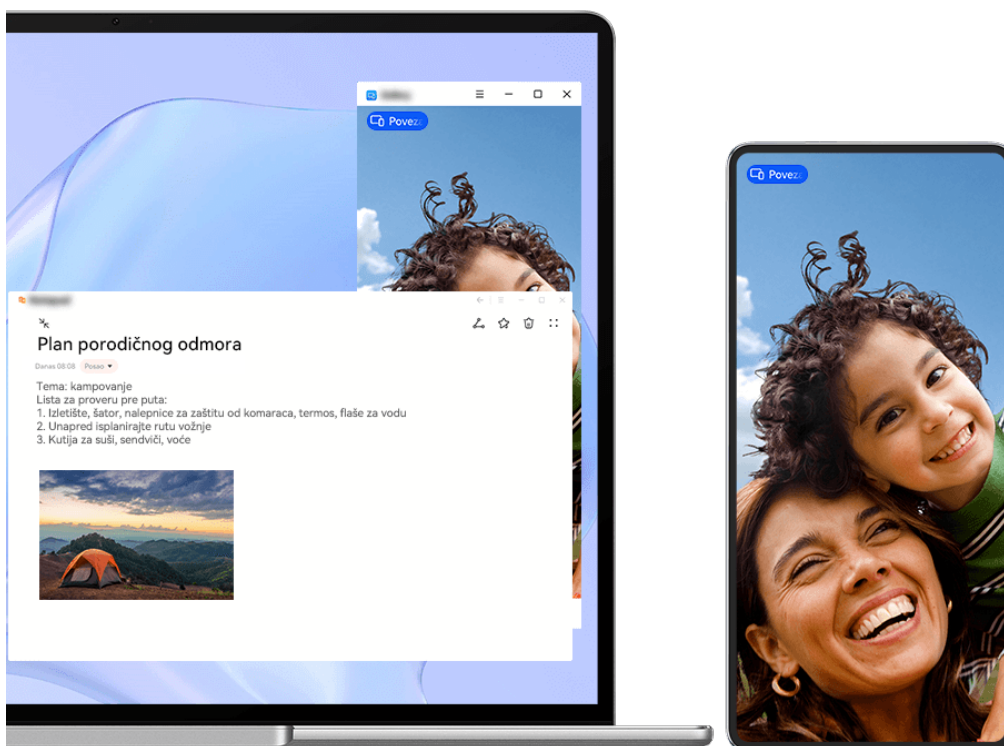 Povez
Plan porodičnog odmora
Danas 08:08 Posao
Tema: kampovanje
Lista za proveru pre puta:
1. Izletište, šator, nalepnice za zaštitu od komaraca, termos, flaše za vodu
2. Unapred isplanirajte rutu vožnje
3. Kutija za suši, sendviči, voće
Poveza